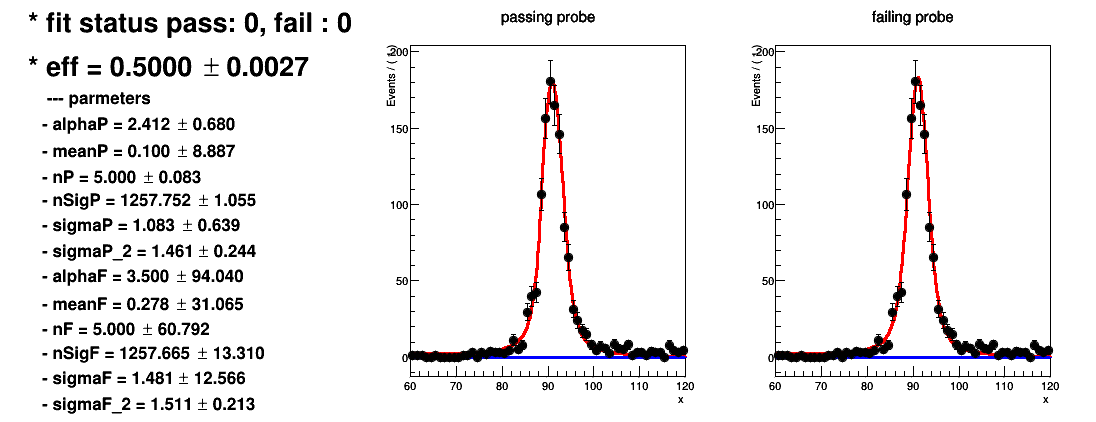 * fit status pass: 0, fail : 0
* eff = 0.5000 ± 0.0027
--- parmeters
- alphaP = 2.412 ± 0.680
- meanP = 0.100 ± 8.887
- nP = 5.000 ± 0.083
- nSigP = 1257.752 ± 1.055
- sigmaP = 1.083 ± 0.639
- sigmaP_2 = 1.461 ± 0.244
- alphaF = 3.500 ± 94.040
- meanF = 0.278 ± 31.065
- nF = 5.000 ± 60.792
- nSigF = 1257.665 ± 13.310
- sigmaF = 1.481 ± 12.566
- sigmaF_2 = 1.511 ± 0.213
passing probe
Events / (
200
150
100
50
0
60 70 80 90 100 110 120
x
failing probe
Events / (
200
150
100
50
0
60 70 80 90 100 110 120
x